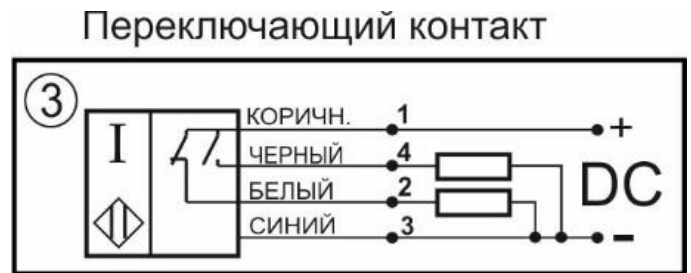 Переключающий контакт
3
КОРИЧН. 1 +
I
ЧЕРНЫЙ 4
DC
БЕЛЫЙ 2
СИНИЙ 3 -